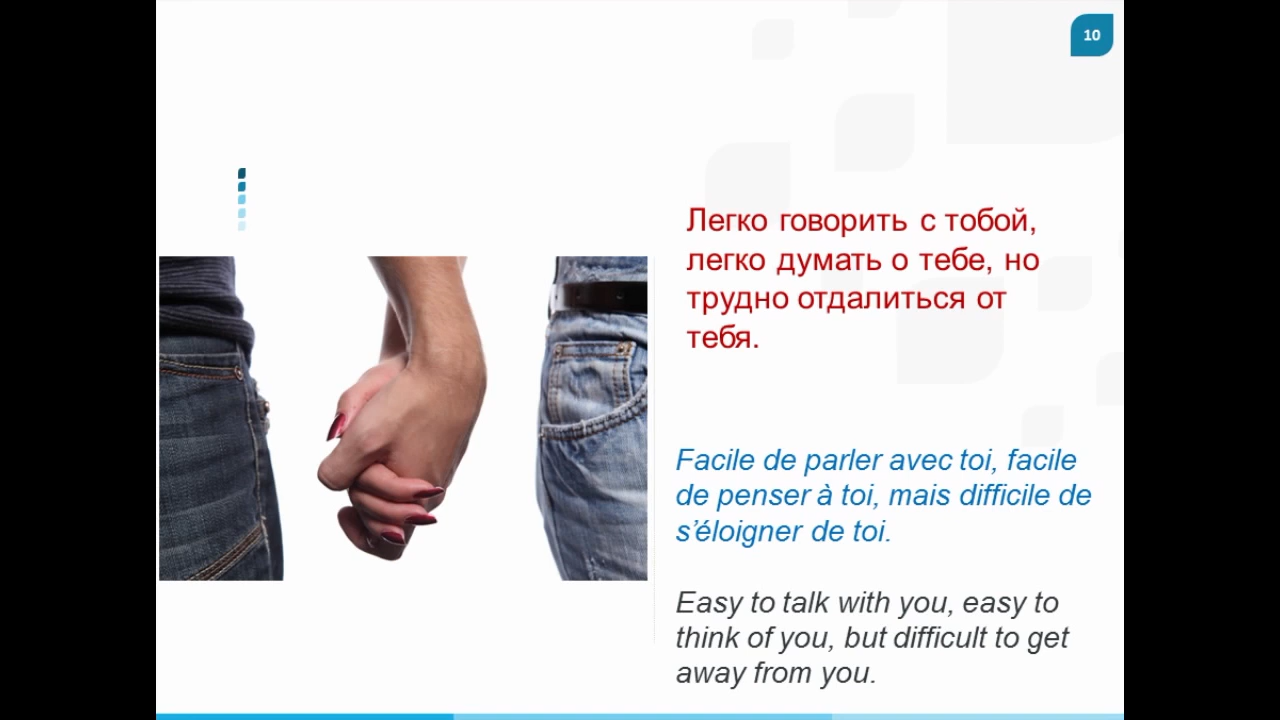 10
Легко говорить с тобой,
легко думать о тебе, но
трудно отдалиться от
тебя.
Facile de parler avec toi, facile
de penser à toi, mais difficile de
s’éloigner de toi.
Easy to talk with you, easy to
think of you, but difficult to get
away from you.